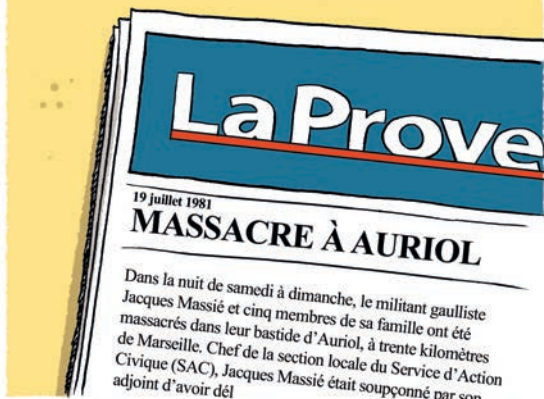 La Prove
19 juillet 1981
MASSACRE À AURIOL
Dans la nuit de samedi à dimanche, le militant gaulliste
Jacques Massié et cinq membres de sa famille ont été
massacrés dans leur bastide d'Auriol, à trente kilomètres
de Marseille. Chef de la section locale du Service d'Action
Civique (SAC), Jacques Massié était soupçonné par son
adjoint d'avoir dél